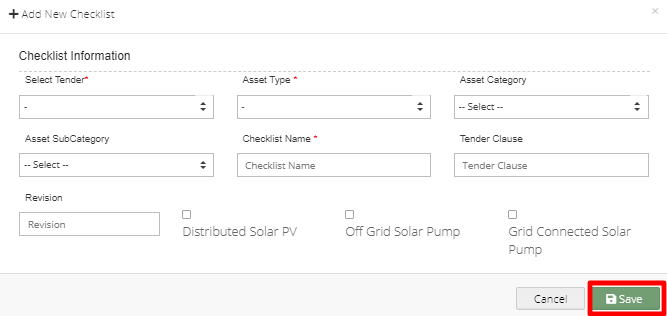 Add New Checklist
×
Checklist Information
Select Tender* Asset Type * Asset Category
- - -- Select --
Asset SubCategory Checklist Name * Tender Clause
-- Select -- Checklist Name Tender Clause
Revision
Revision
Distributed Solar PV Off Grid Solar Pump Grid Connected Solar
Pump
Cancel Save